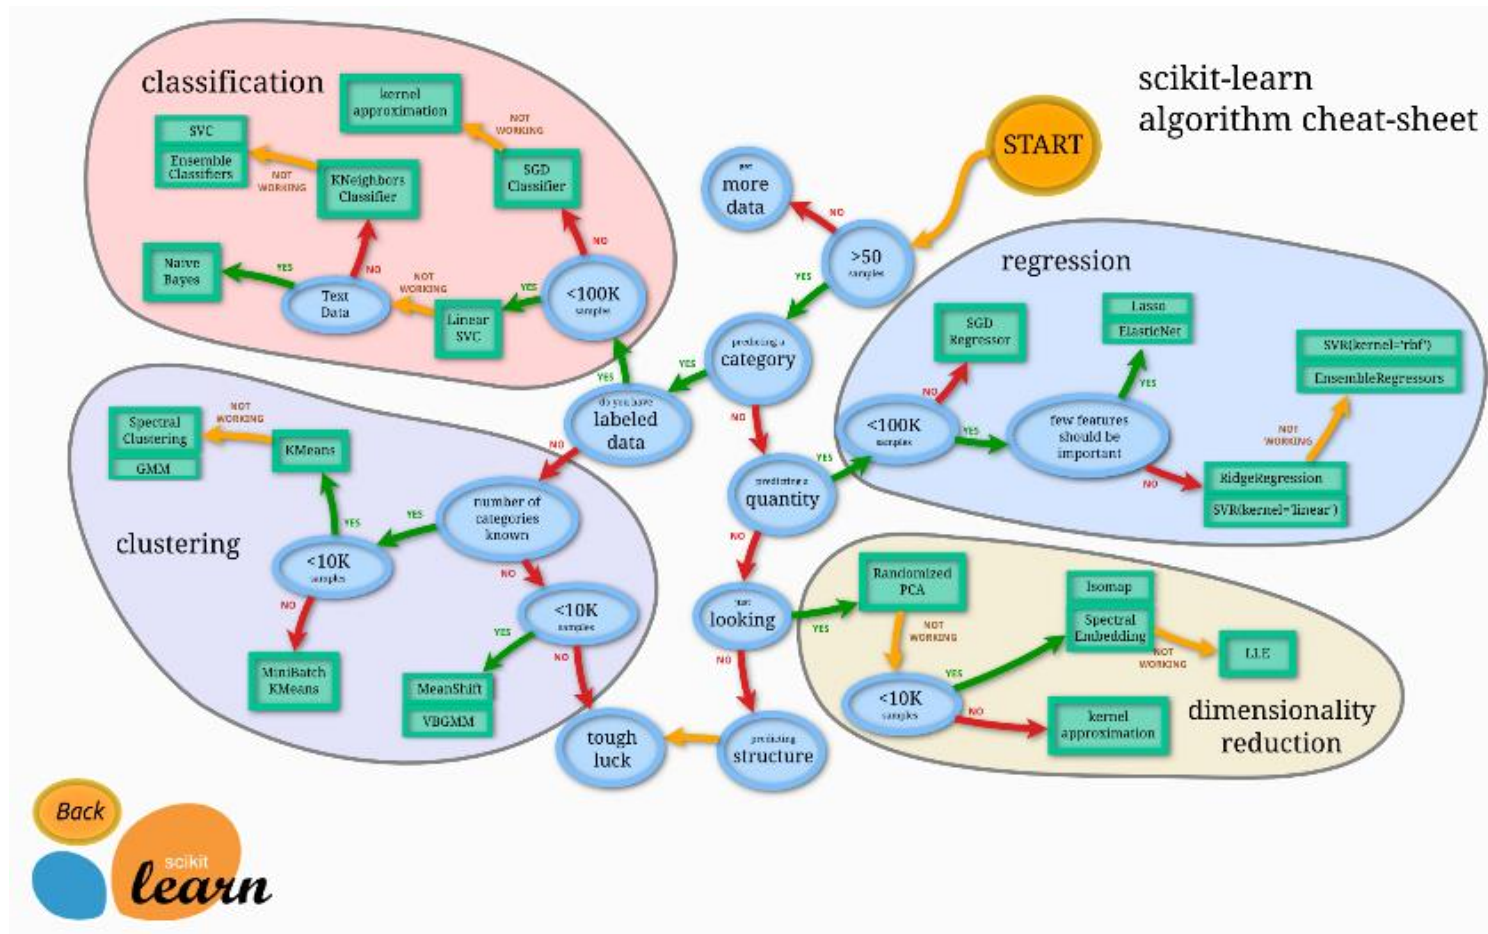 scikit-learn
algorithm cheat-sheet
START
classification
kernel
approximation
NOT
WORKING
SVC
Ensemble
Classifiers
NOT
WORKING
KNeighbors
Classifier
SGD
Classifier
Naive
Bayes
YES
Text
Data
NO
NOT
WORKING
Linear
SVC
YES
<100K
samples
NO
get
more
data
NO
>50
samples
YES
predicting a
category
YES
NO
YES
do you have
labeled
data
NO
predicting a
quantity
YES
NO
just
looking
YES
NO
predicting
structure
tough
luck
regression
SGD
Regressor
Lasso
ElasticNet
SVR(kernel='rbf')
EnsembleRegressors
NO
YES
<100K
samples
YES
few features
should be
important
NOT
WORKING
NO
RidgeRegression
SVR(kernel='linear')
clustering
Spectral
Clustering
GMM
NOT
WORKING
KMeans
YES
number of
categories
known
YES
NO
<10K
samples
NO
MiniBatch
KMeans
<10K
samples
YES
NO
MeanShift
VBGMM
dimensionality
reduction
Randomized
PCA
NOT
WORKING
Isomap
Spectral
Embedding
NOT
WORKING
LLE
YES
<10K
samples
NO
kernel
approximation
Back
scikit
learn